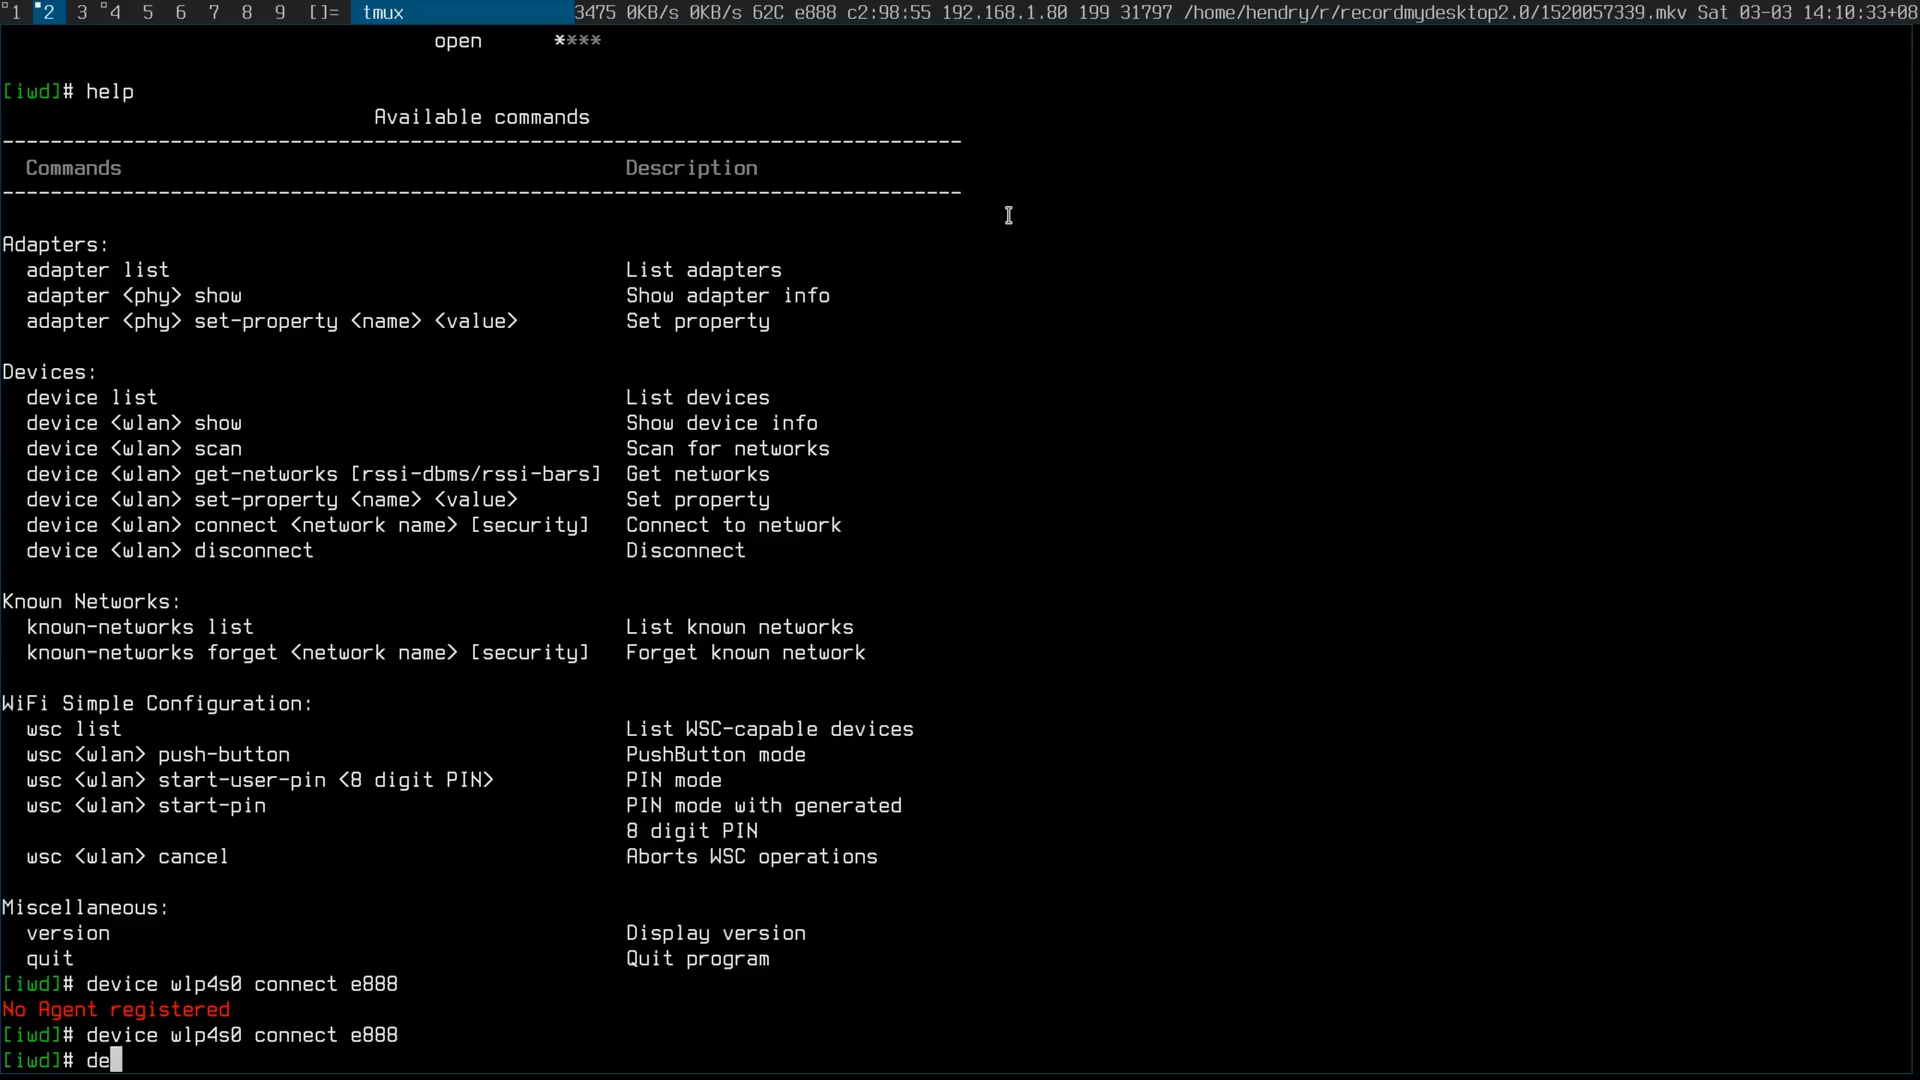 1 2 3 4 5 6 7 8 9 []= tmux 3475 0KB/s 0KB/s 62C e888 c2:98:55 192.168.1.80 199 31797 /home/hendry/r/recordmydesktop2.0/1520057339.mkv Sat 03-03 14:10:33+08
open ****
[iwd]# help
Available commands
--------------------------------------------------------------------------------
Commands Description
--------------------------------------------------------------------------------
Adapters:
adapter list List adapters
adapter <phy> show Show adapter info
adapter <phy> set-property <name> <value> Set property
Devices:
device list List devices
device <wlan> show Show device info
device <wlan> scan Scan for networks
device <wlan> get-networks [rssi-dbms/rssi-bars] Get networks
device <wlan> set-property <name> <value> Set property
device <wlan> connect <network name> [security] Connect to network
device <wlan> disconnect Disconnect
Known Networks:
known-networks list List known networks
known-networks forget <network name> [security] Forget known network
WiFi Simple Configuration:
wsc list List WSC-capable devices
wsc <wlan> push-button PushButton mode
wsc <wlan> start-user-pin <8 digit PIN> PIN mode
wsc <wlan> start-pin PIN mode with generated
8 digit PIN
wsc <wlan> cancel Aborts WSC operations
Miscellaneous:
version Display version
quit Quit program
[iwd]# device wlp4s0 connect e888
No Agent registered
[iwd]# device wlp4s0 connect e888
[iwd]# de